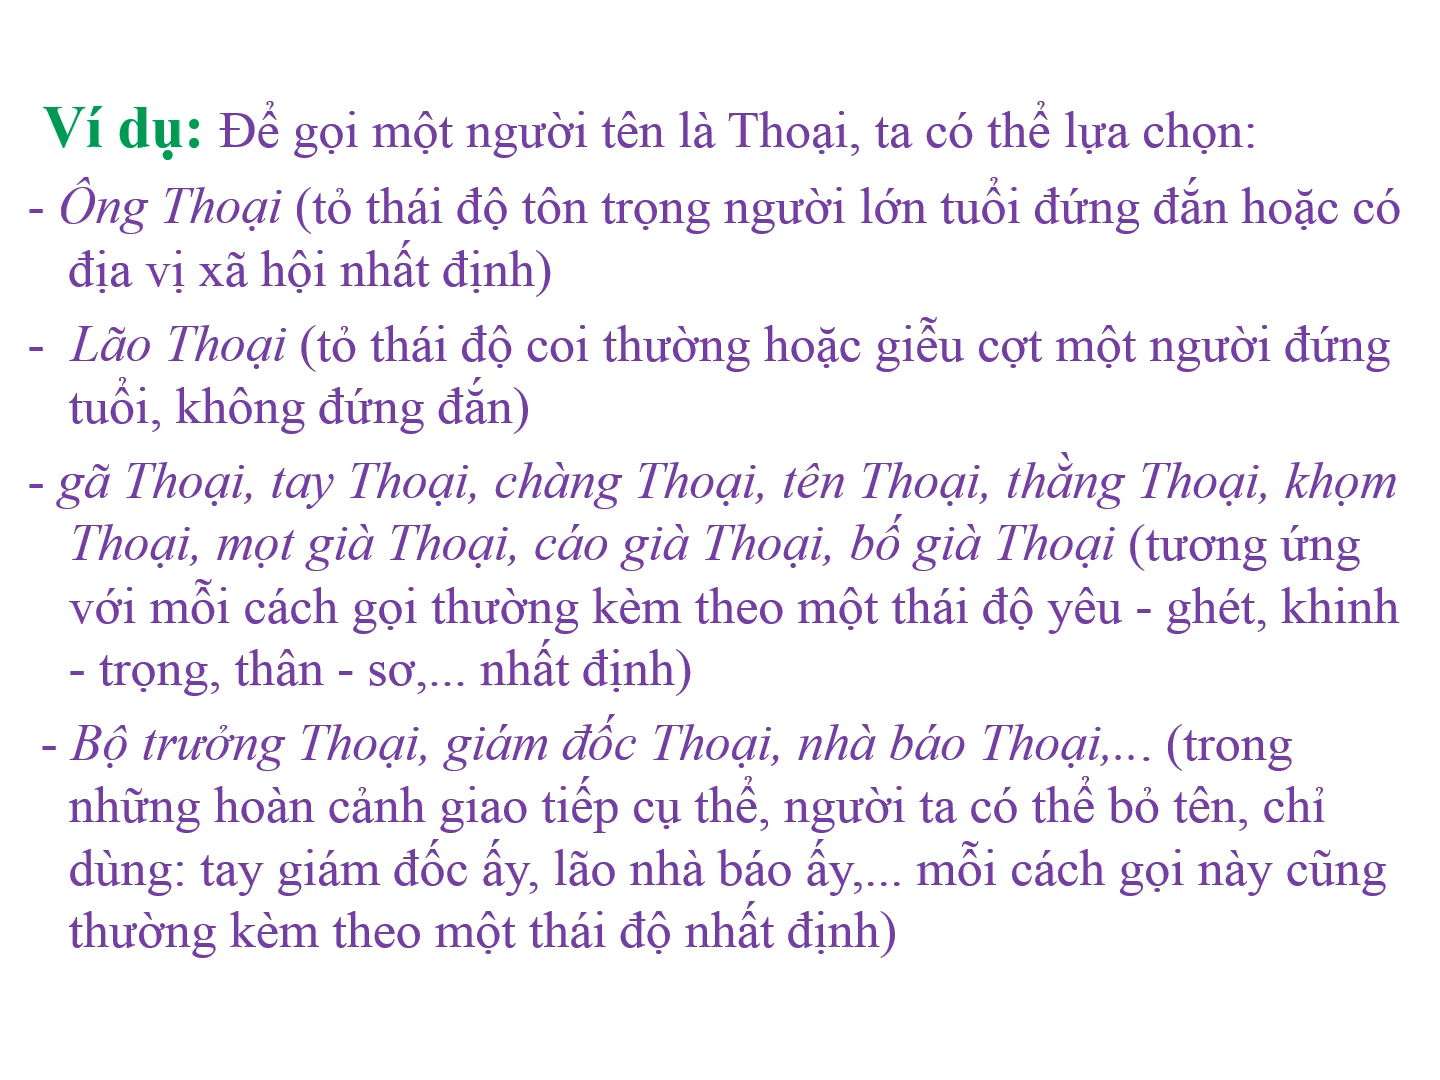 Ví dụ: Để gọi một người tên là Thoại, ta có thể lựa chọn:
- Ông Thoại (tỏ thái độ tôn trọng người lớn tuổi đứng đắn hoặc có
địa vị xã hội nhất định)
- Lão Thoại (tỏ thái độ coi thường hoặc giễu cợt một người đứng
tuổi, không đứng đắn)
- gã Thoại, tay Thoại, chàng Thoại, tên Thoại, thằng Thoại, khọm
Thoại, mọt già Thoại, cáo già Thoại, bố già Thoại (tương ứng
với mỗi cách gọi thường kèm theo một thái độ yêu - ghét, khinh
- trọng, thân - sơ,... nhất định)
- Bộ trưởng Thoại, giám đốc Thoại, nhà báo Thoại,... (trong
những hoàn cảnh giao tiếp cụ thể, người ta có thể bỏ tên, chỉ
dùng: tay giám đốc ấy, lão nhà báo ấy,... mỗi cách gọi này cũng
thường kèm theo một thái độ nhất định)